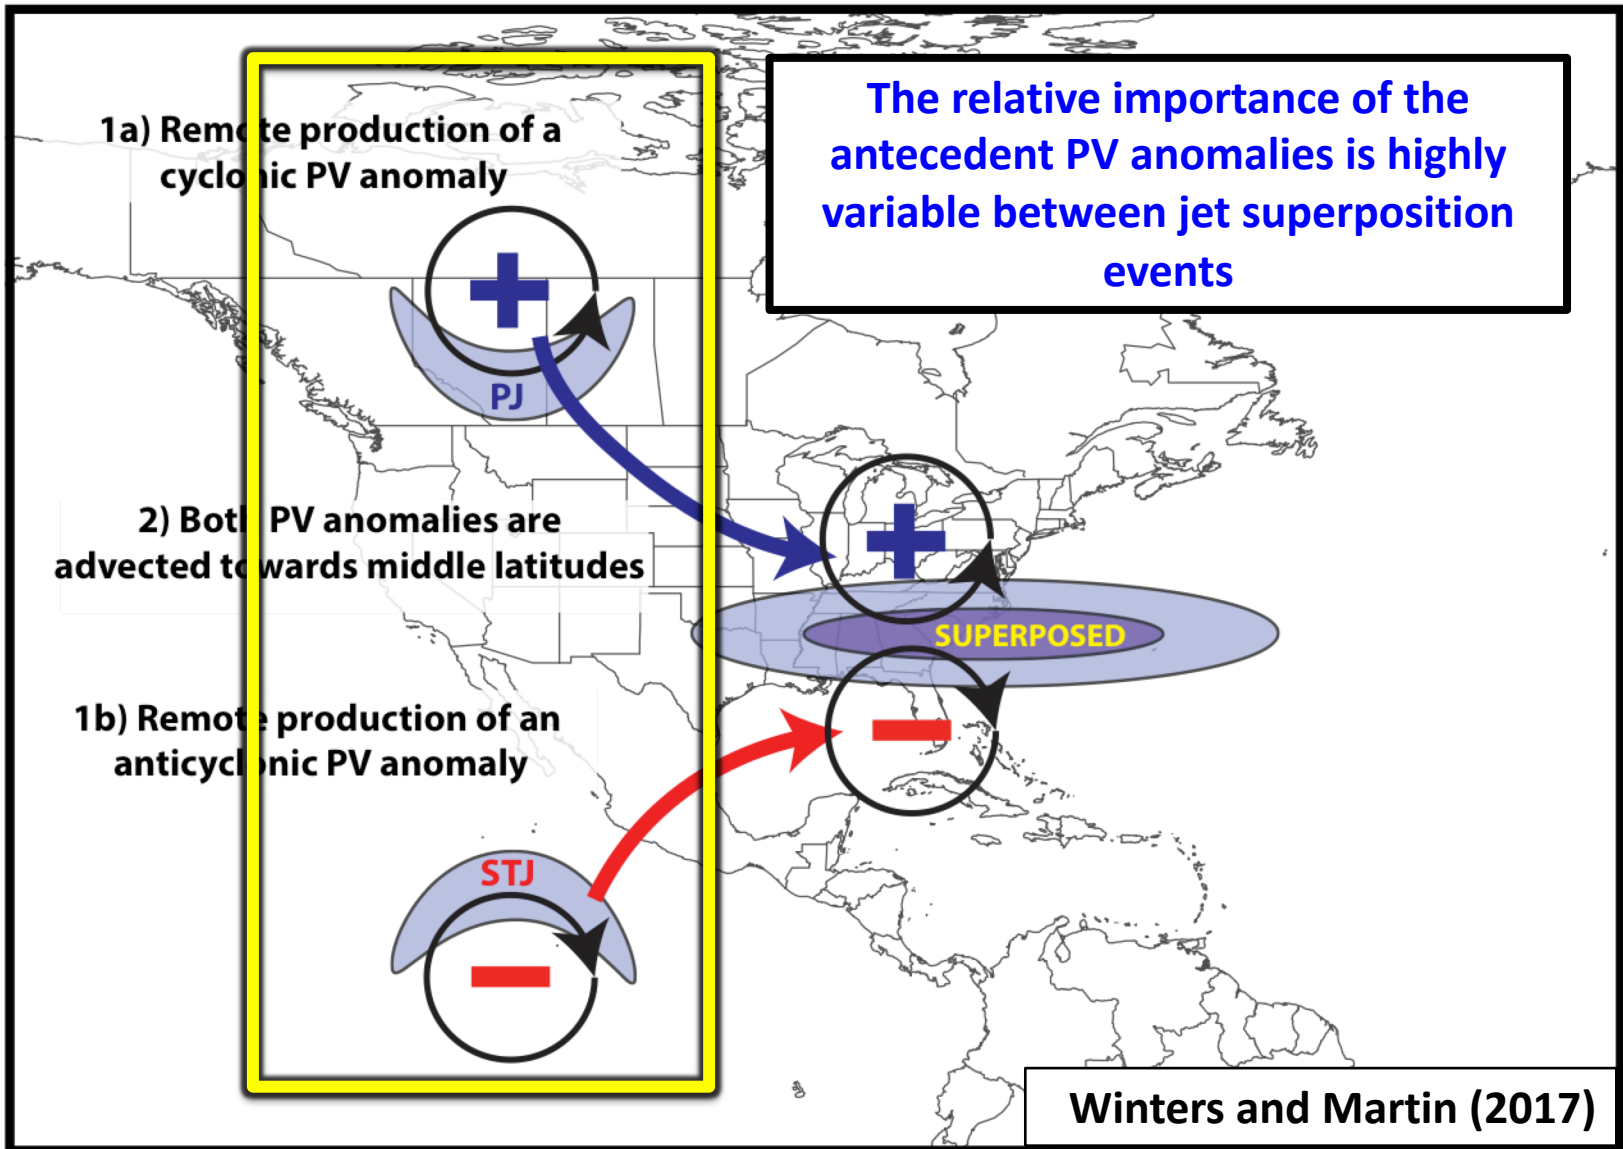 1a) Remote production of a
cyclonic PV anomaly
The relative importance of the
antecedent PV anomalies is highly
variable between jet superposition
events
PJ
2) Both PV anomalies are
advected towards middle latitudes
SUPERPOSED
1b) Remote production of an
anticyclonic PV anomaly
STJ
Winters and Martin (2017)